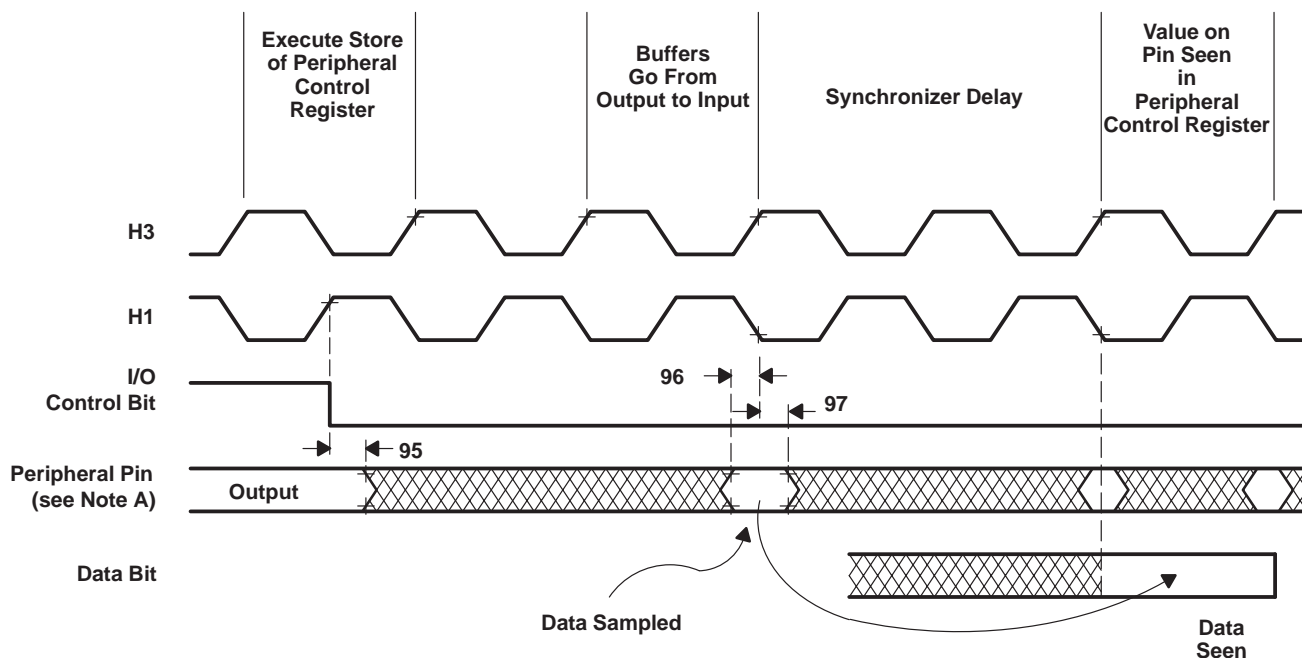 Execute Store
of Peripheral
Control
Register
Buffers
Go From
Output to Input
Synchronizer Delay
Value on
Pin Seen
in
Peripheral
Control Register
H3
H1
I/O
Control Bit
96
97
95
Peripheral Pin
(see Note A)
Output
Data Bit
Data Sampled
Data
Seen